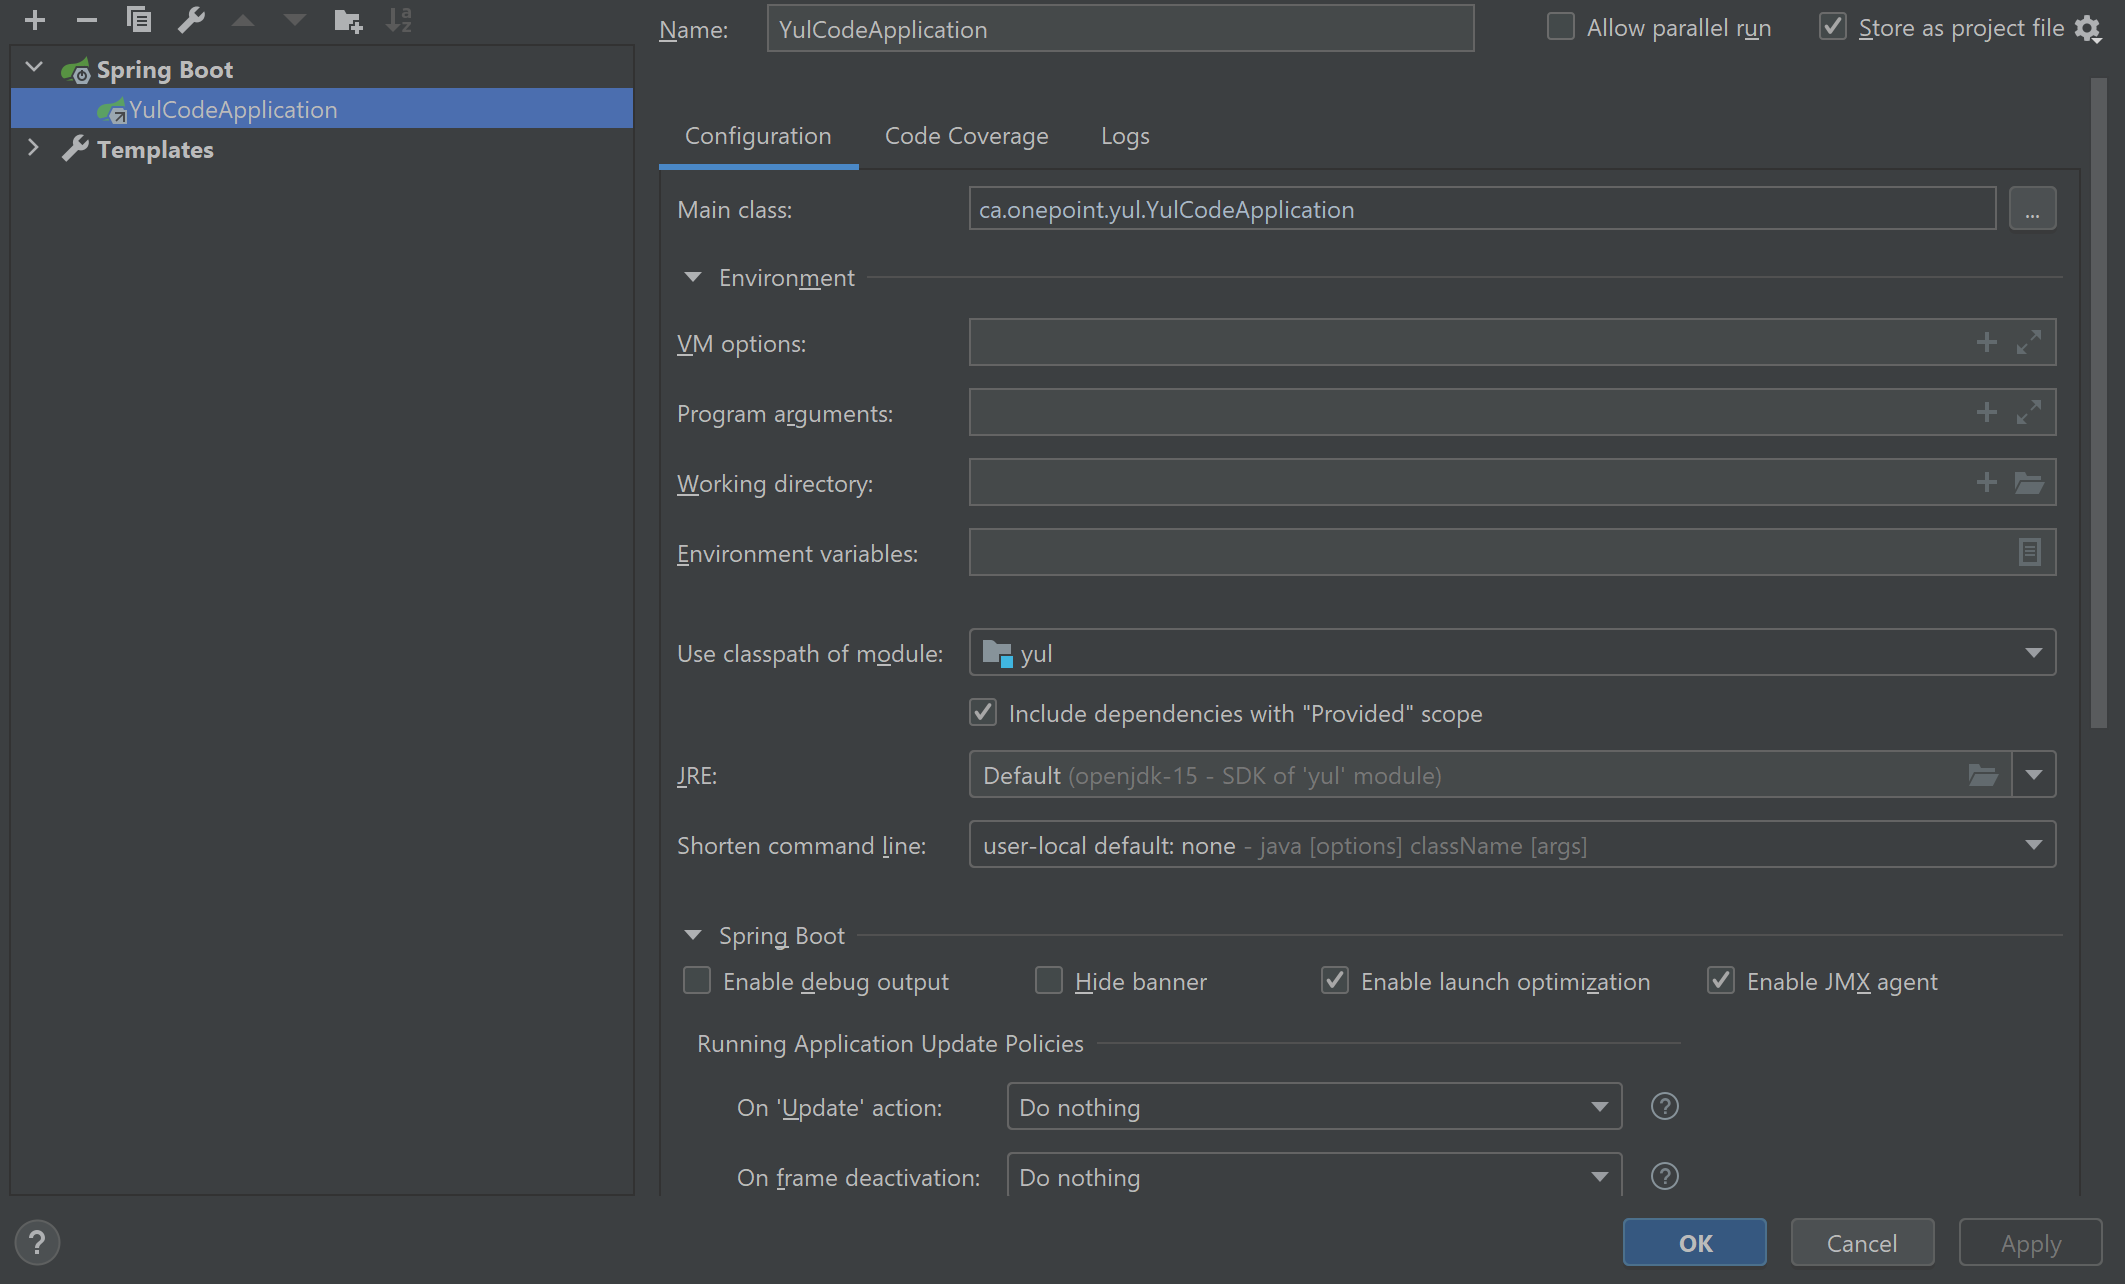 Name: YulCodeApplication
Allow parallel run
Store as project file
Spring Boot
YulCodeApplication
Templates
Configuration Code Coverage Logs
Main class: ca.onepoint.yul.YulCodeApplication ...
Environment
VM options:
Program arguments:
Working directory:
Environment variables:
Use classpath of module: yul
Include dependencies with "Provided" scope
JRE: Default (openjdk-15 - SDK of 'yul' module)
Shorten command line: user-local default: none - java [options] className [args]
Spring Boot
Enable debug output Hide banner Enable launch optimization Enable JMX agent
Running Application Update Policies
On 'Update' action: Do nothing ?
On frame deactivation: Do nothing ?
? OK Cancel Apply